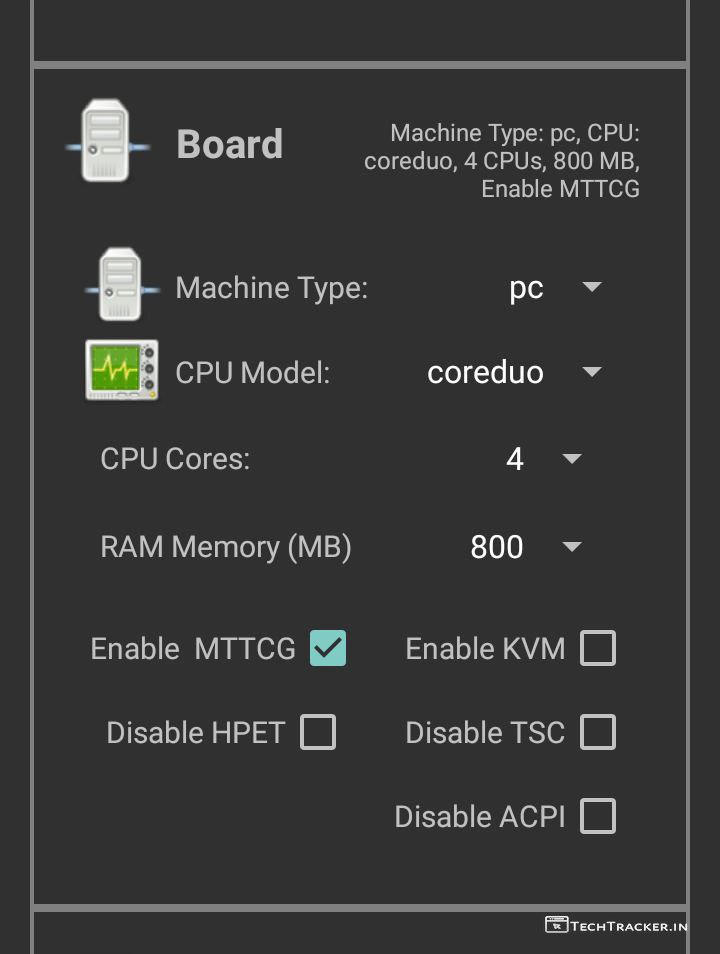 Board
Machine Type: pc, CPU:
coreduo, 4 CPUs, 800 MB,
Enable MTTCG
Machine Type: pc
CPU Model: coreduo
CPU Cores: 4
RAM Memory (MB) 800
Enable MTTCG Enable KVM
Disable HPET Disable TSC
Disable ACPI
TECHTRACKER.IN